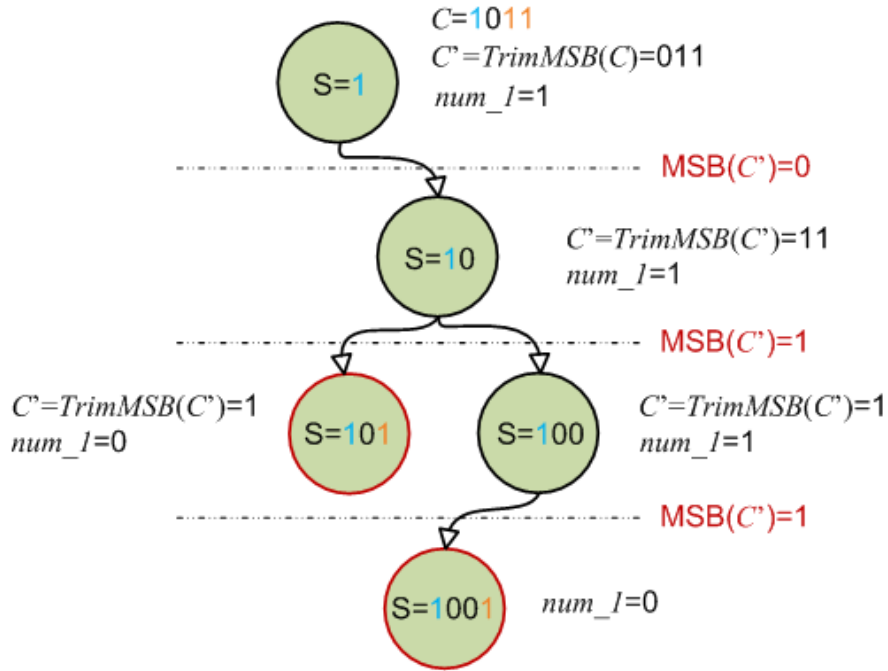 C=1011
C’=TrimMSB(C)=011
num_1=1
S=1
MSB(C’)=0
S=10
C’=TrimMSB(C’)=11
num_1=1
MSB(C’)=1
C’=TrimMSB(C’)=1
num_1=0
S=101
S=100
C’=TrimMSB(C’)=1
num_1=1
MSB(C’)=1
S=1001
num_1=0